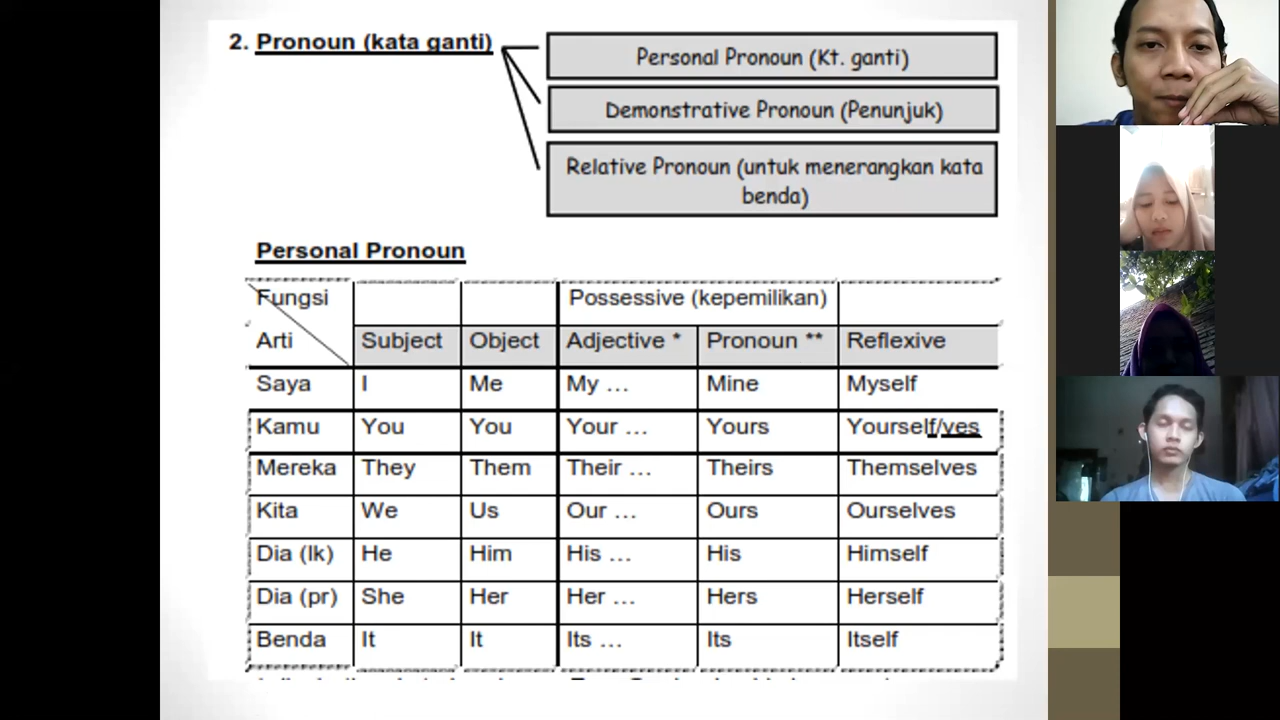 2. Pronoun (kata ganti)
Personal Pronoun (Kt. ganti)
Demonstrative Pronoun (Penunjuk)
Relative Pronoun (untuk menerangkan kata
benda)
Personal Pronoun
Fungsi Possessive (kepemilikan)
Arti Subject Object Adjective * Pronoun ** Reflexive
Saya I Me My … Mine Myself
Kamu You You Your … Yours Yourself/ves
Mereka They Them Their … Theirs Themselves
Kita We Us Our … Ours Ourselves
Dia (lk) He Him His … His Himself
Dia (pr) She Her Her … Hers Herself
Benda It It Its … Its Itself